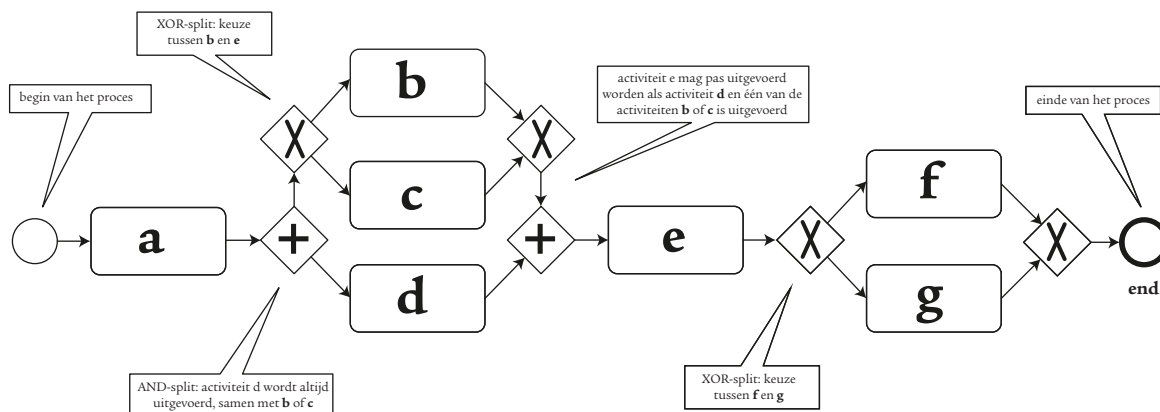 XOR-split: keuze
tussen b en e
begin van het proces
activiteit e mag pas uitgevoerd
worden als activiteit d en één van de
activiteiten b of c is uitgevoerd
einde van het proces
b
c
a
d
e
f
g
end
AND-split: activiteit d wordt altijd
uitgevoerd, samen met b of c
XOR-split: keuze
tussen f en g